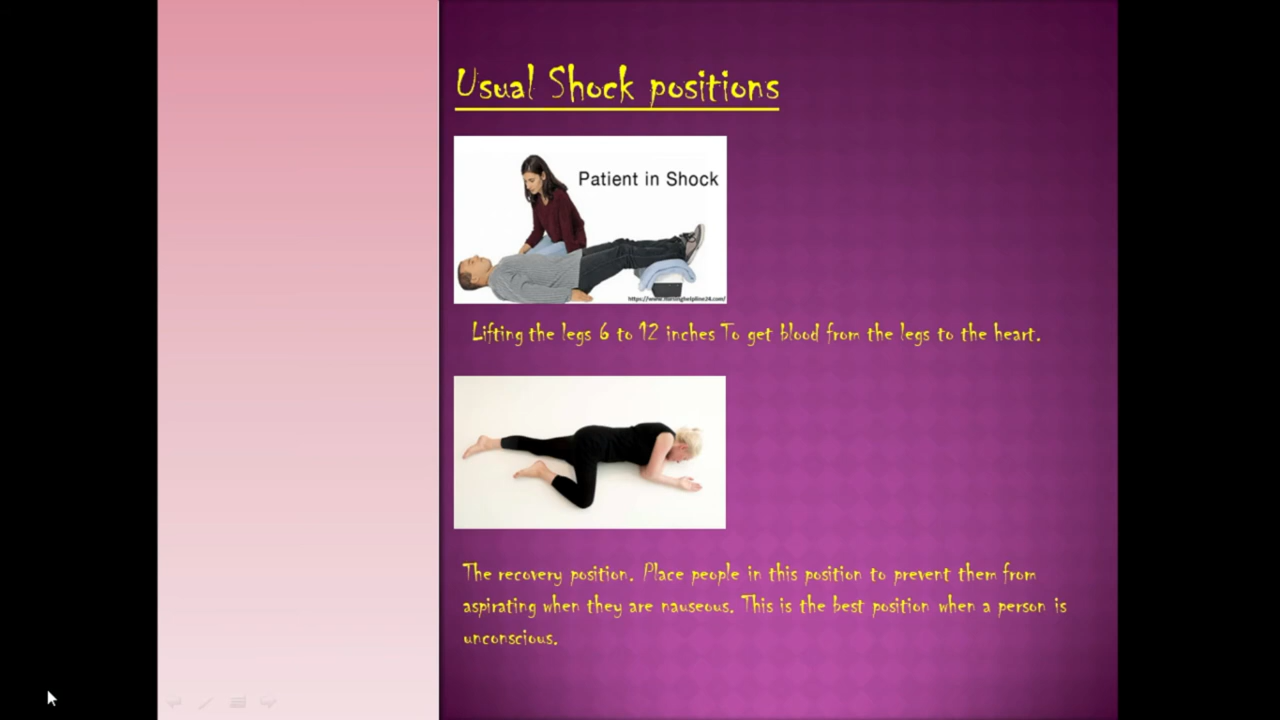 Usual Shock positions
Patient in Shock
https://www.nursinghelpline24.com/
Lifting the legs 6 to 12 inches To get blood from the legs to the heart.
The recovery position. Place people in this position to prevent them from
aspirating when they are nauseous. This is the best position when a person is
unconscious.